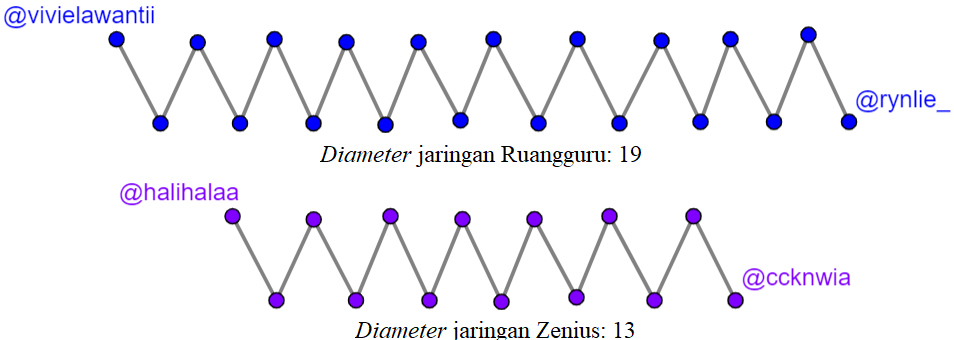 @vivielawantii
@rynlie_
Diameter jaringan Ruangguru: 19
@halihalaa
@ccknwia
Diameter jaringan Zenius: 13